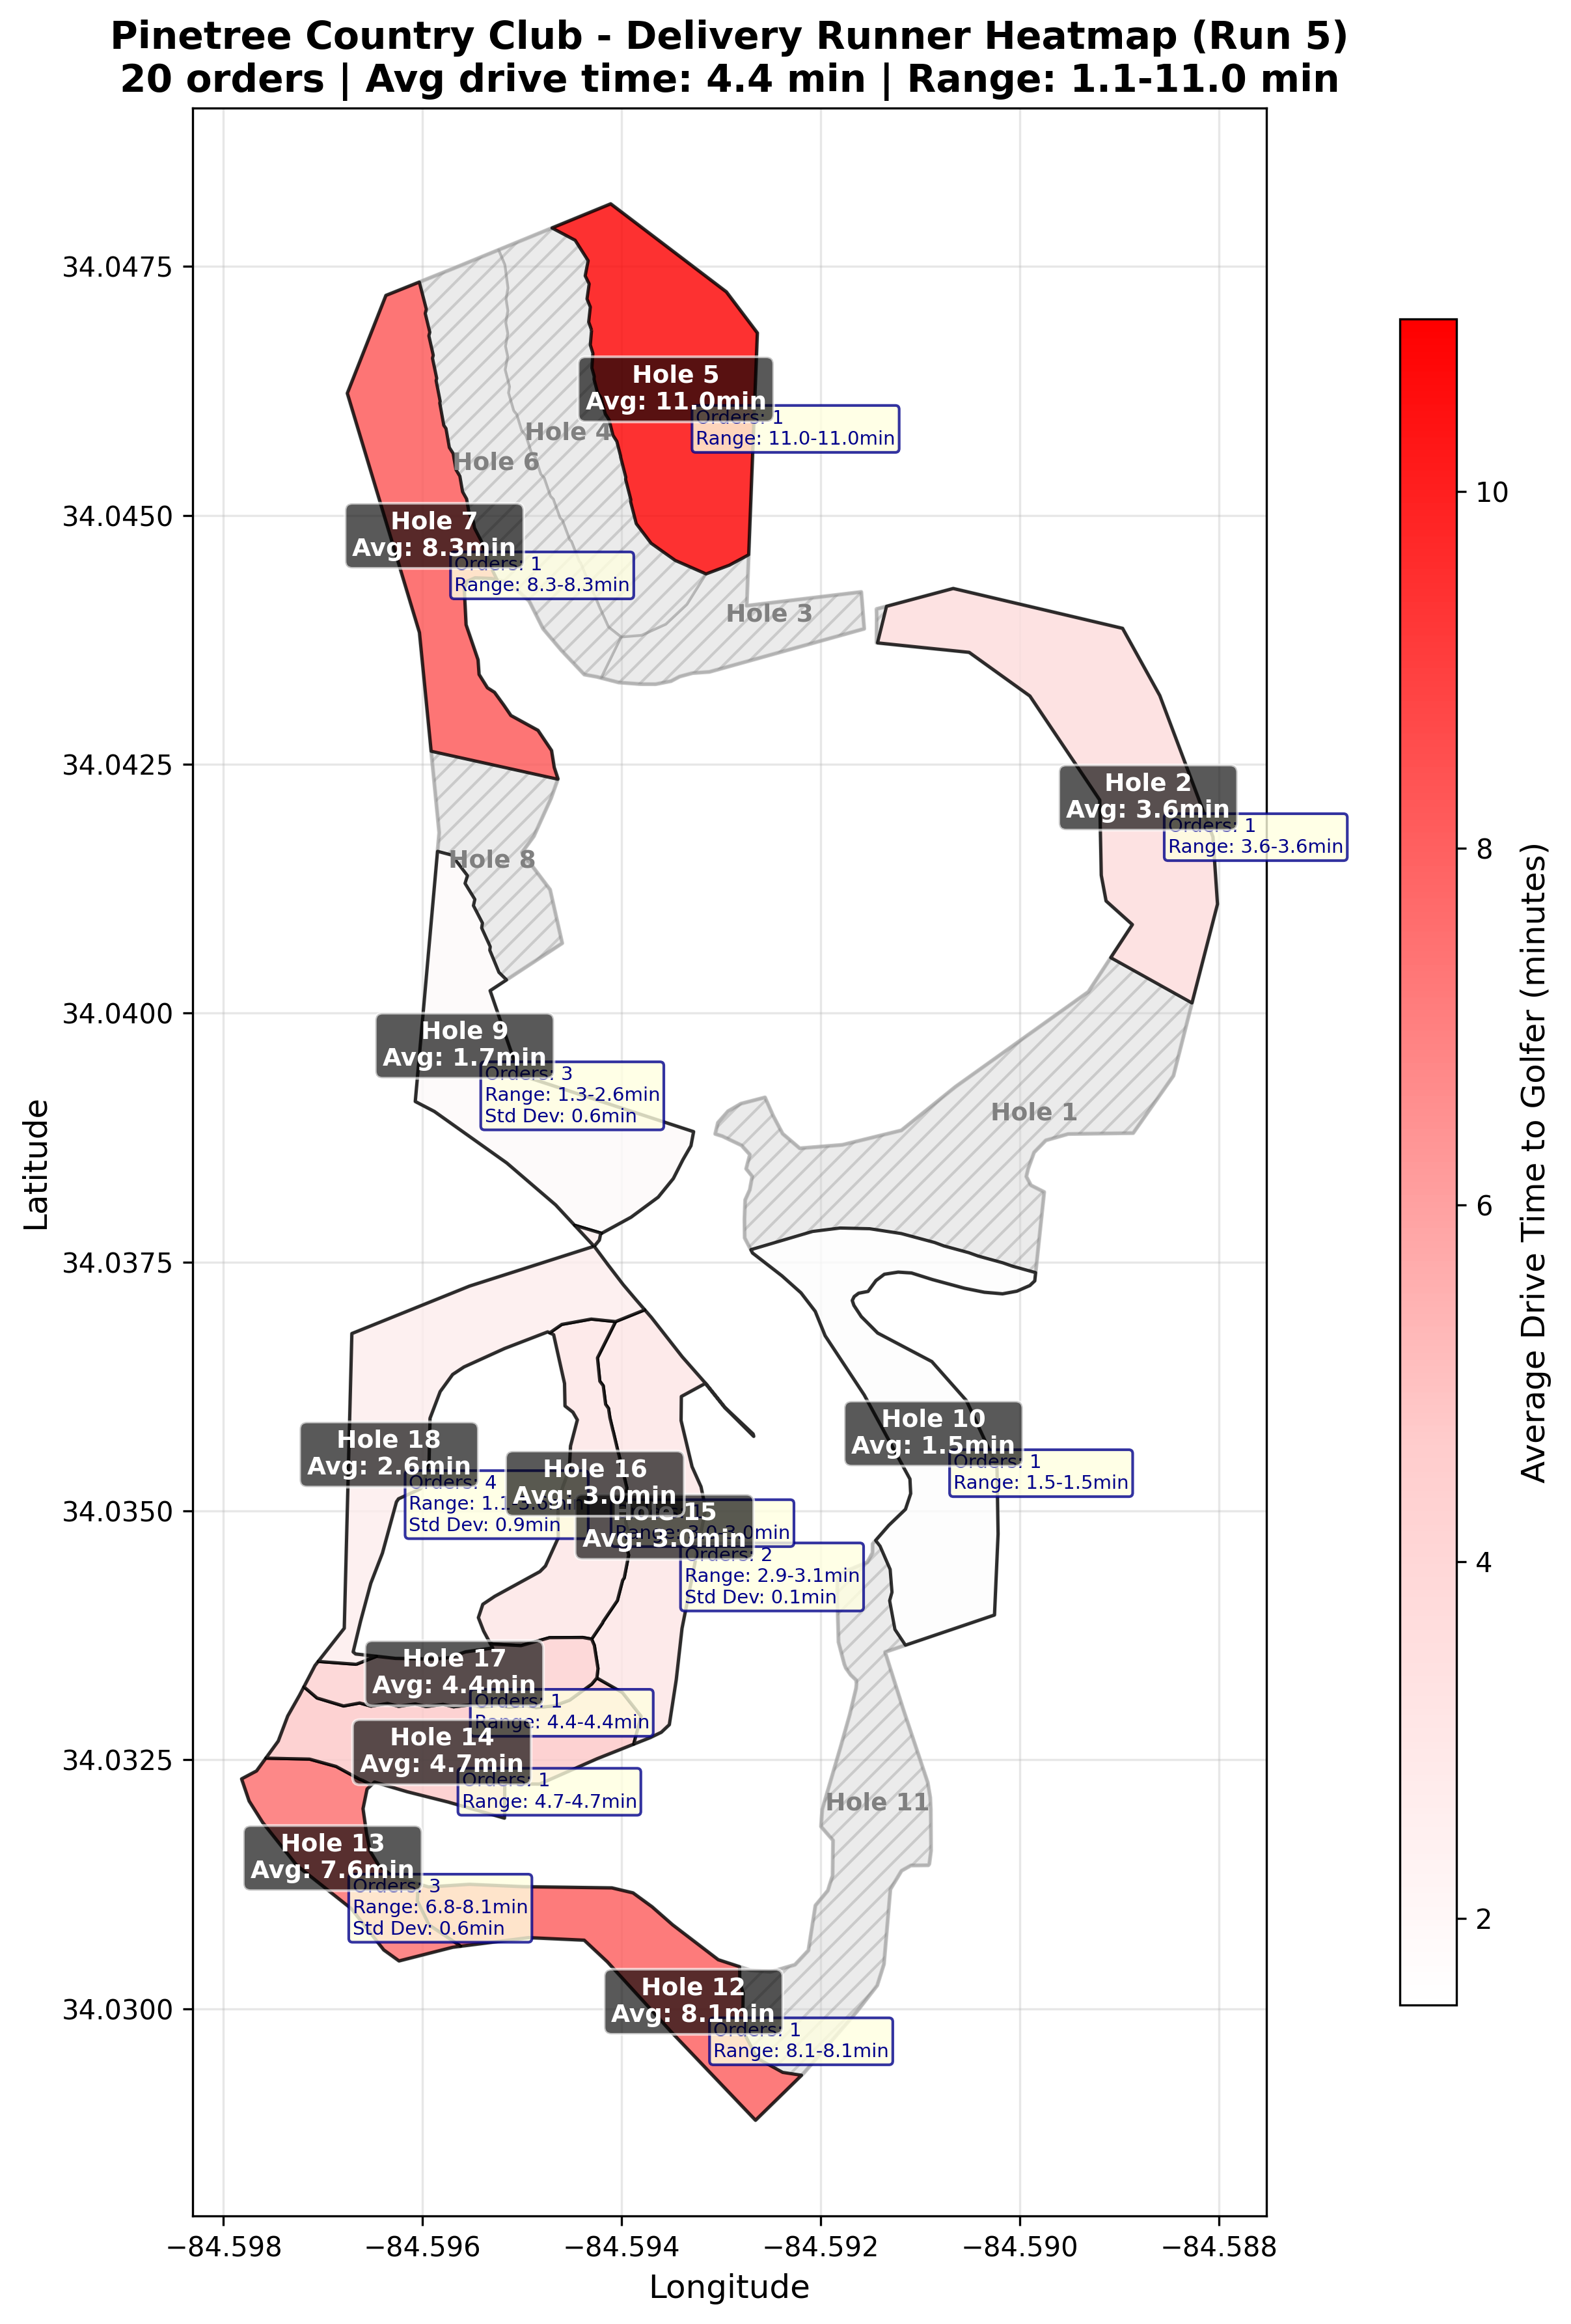 Pinetree Country Club - Delivery Runner Heatmap (Run 5)
20 orders | Avg drive time: 4.4 min | Range: 1.1-11.0 min
34.0475
34.0450
34.0425
34.0400
34.0375
34.0350
34.0325
34.0300
Latitude
−84.598
−84.596
−84.594
−84.592
−84.590
−84.588
Longitude
Hole 5
Avg: 11.0min
Orders: 1
Range: 11.0-11.0min
Hole 4
Hole 6
Hole 7
Avg: 8.3min
Orders: 1
Range: 8.3-8.3min
Hole 3
Hole 2
Avg: 3.6min
Orders: 1
Range: 3.6-3.6min
Hole 8
Hole 9
Avg: 1.7min
Orders: 3
Range: 1.3-2.6min
Std Dev: 0.6min
Hole 1
Hole 10
Avg: 1.5min
Orders: 1
Range: 1.5-1.5min
Hole 18
Avg: 2.6min
Orders: 4
Range:
Std Dev: 0.9min
Hole 16
Avg: 3.0min
Range: 3.0-3.0min
Hole 15
Avg: 3.0min
Orders: 2
Range: 2.9-3.1min
Std Dev: 0.1min
Hole 17
Avg: 4.4min
Orders: 1
Range: 4.4-4.4min
Hole 14
Avg: 4.7min
Orders: 1
Range: 4.7-4.7min
Hole 11
Hole 13
Avg: 7.6min
Orders: 3
Range: 6.8-8.1min
Std Dev: 0.6min
Hole 12
Avg: 8.1min
Orders: 1
Range: 8.1-8.1min
10
8
6
4
2
Average Drive Time to Golfer (minutes)